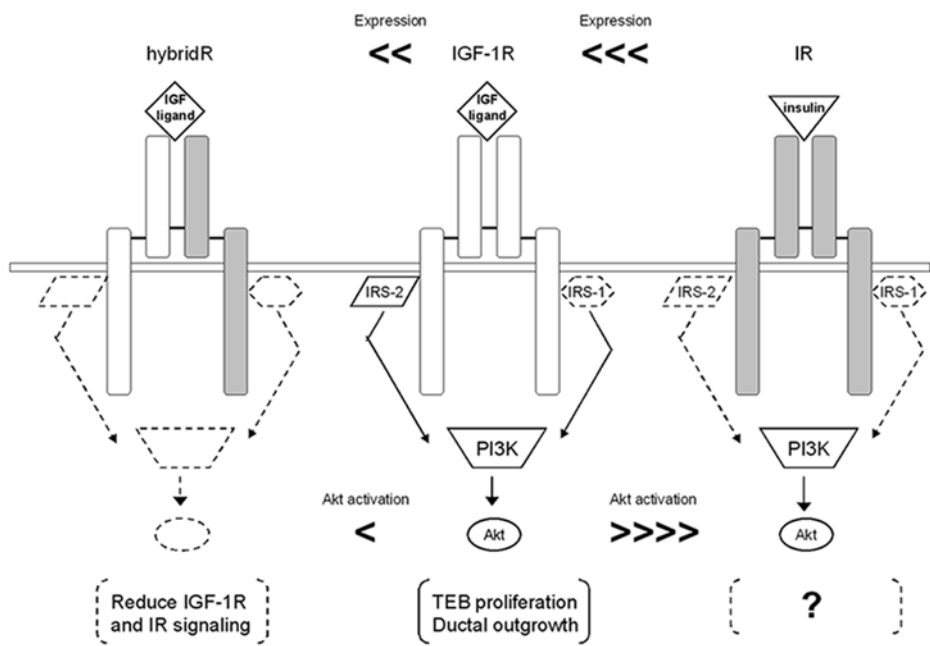 Expression
Expression
hybridR
<<
IGF-1R
<<<
IR
IGF
ligand
IGF
ligand
insulin
IRS-2
IRS-1
IRS-2
IRS-1
PI3K
PI3K
Akt activation
Akt activation
<
Akt
>>>>
Akt
Reduce IGF-1R
and IR signaling
TEB proliferation
Ductal outgrowth
?